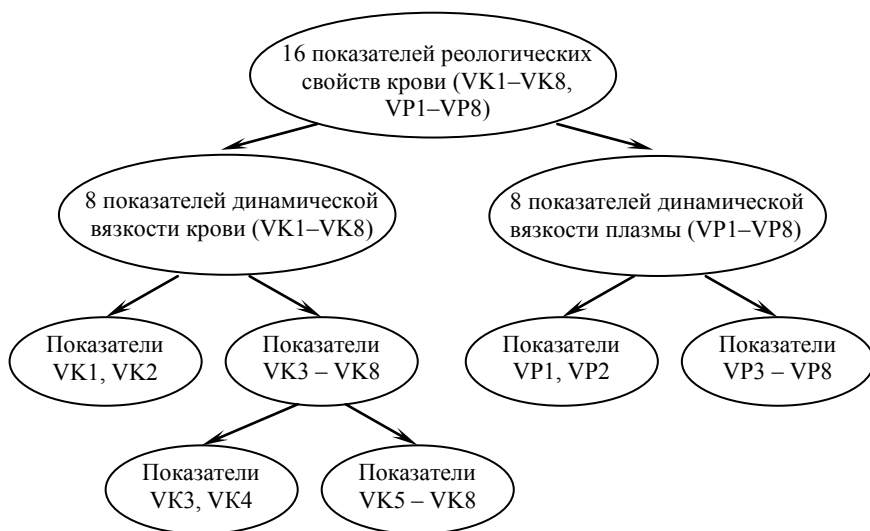 16 показателей реологических
свойств крови (VK1–VK8,
VP1–VP8)
8 показателей динамической
вязкости крови (VK1–VK8)
8 показателей динамической
вязкости плазмы (VP1–VP8)
Показатели
VK1, VK2
Показатели
VK3 – VK8
Показатели
VP1, VP2
Показатели
VP3 – VP8
Показатели
VK3, VK4
Показатели
VK5 – VK8